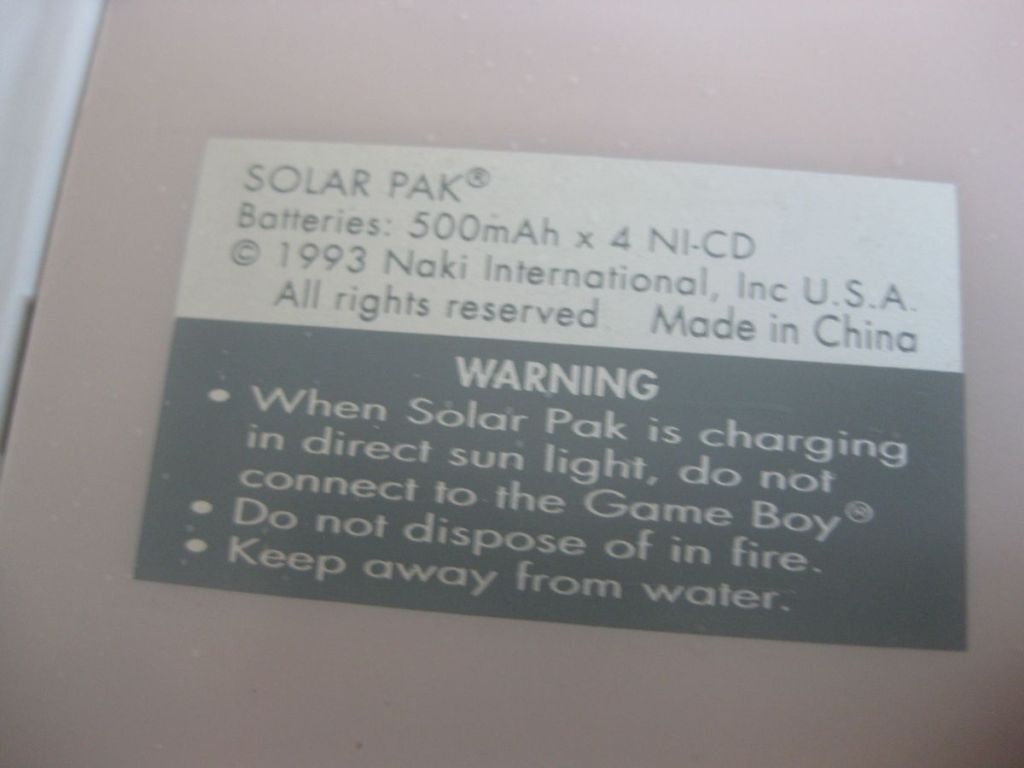 SOLAR PAK®
Batteries: 500mAh x 4 NI-CD
© 1993 Naki International, Inc U.S.A.
All rights reserved Made in China
WARNING
• When Solar Pak is charging
in direct sun light, do not
connect to the Game Boy®
• Do not dispose of in fire.
• Keep away from water.